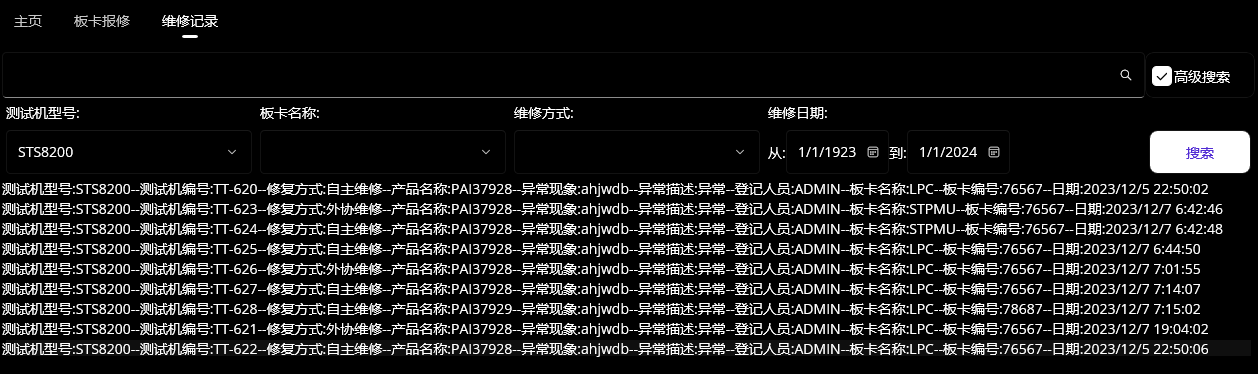 主页 板卡报修 维修记录
高级搜索
测试机型号: 板卡名称: 维修方式: 维修日期:
STS8200 从: 1/1/1923 到: 1/1/2024 搜索
测试机型号:STS8200--测试机编号:TT-620--修复方式:自主维修--产品名称:PAI37928--异常现象:ahjwdb--异常描述:异常--登记人员:ADMIN--板卡名称:LPC--板卡编号:76567--日期:2023/12/5 22:50:02
测试机型号:STS8200--测试机编号:TT-623--修复方式:外协维修--产品名称:PAI37928--异常现象:ahjwdb--异常描述:异常--登记人员:ADMIN--板卡名称:STPMU--板卡编号:76567--日期:2023/12/7 6:42:46
测试机型号:STS8200--测试机编号:TT-624--修复方式:自主维修--产品名称:PAI37928--异常现象:ahjwdb--异常描述:异常--登记人员:ADMIN--板卡名称:STPMU--板卡编号:76567--日期:2023/12/7 6:42:48
测试机型号:STS8200--测试机编号:TT-625--修复方式:自主维修--产品名称:PAI37928--异常现象:ahjwdb--异常描述:异常--登记人员:ADMIN--板卡名称:LPC--板卡编号:76567--日期:2023/12/7 6:44:50
测试机型号:STS8200--测试机编号:TT-626--修复方式:外协维修--产品名称:PAI37928--异常现象:ahjwdb--异常描述:异常--登记人员:ADMIN--板卡名称:LPC--板卡编号:76567--日期:2023/12/7 7:01:55
测试机型号:STS8200--测试机编号:TT-627--修复方式:自主维修--产品名称:PAI37928--异常现象:ahjwdb--异常描述:异常--登记人员:ADMIN--板卡名称:LPC--板卡编号:76567--日期:2023/12/7 7:14:07
测试机型号:STS8200--测试机编号:TT-628--修复方式:自主维修--产品名称:PAI37929--异常现象:ahjwdb--异常描述:异常--登记人员:ADMIN--板卡名称:LPC--板卡编号:78687--日期:2023/12/7 7:15:02
测试机型号:STS8200--测试机编号:TT-621--修复方式:外协维修--产品名称:PAI37928--异常现象:ahjwdb--异常描述:异常--登记人员:ADMIN--板卡名称:LPC--板卡编号:76567--日期:2023/12/7 19:04:02
测试机型号:STS8200--测试机编号:TT-622--修复方式:自主维修--产品名称:PAI37928--异常现象:ahjwdb--异常描述:异常--登记人员:ADMIN--板卡名称:LPC--板卡编号:76567--日期:2023/12/5 22:50:06